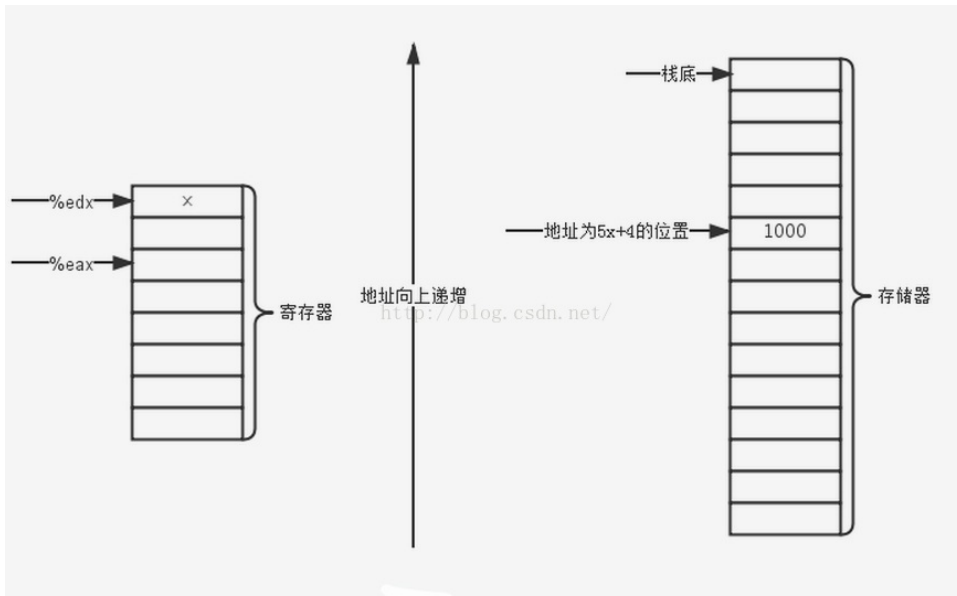 栈底
%edx
x
地址为5x+4的位置
1000
%eax
地址向上递增
存储器
寄存器
http://blog.csdn.net/